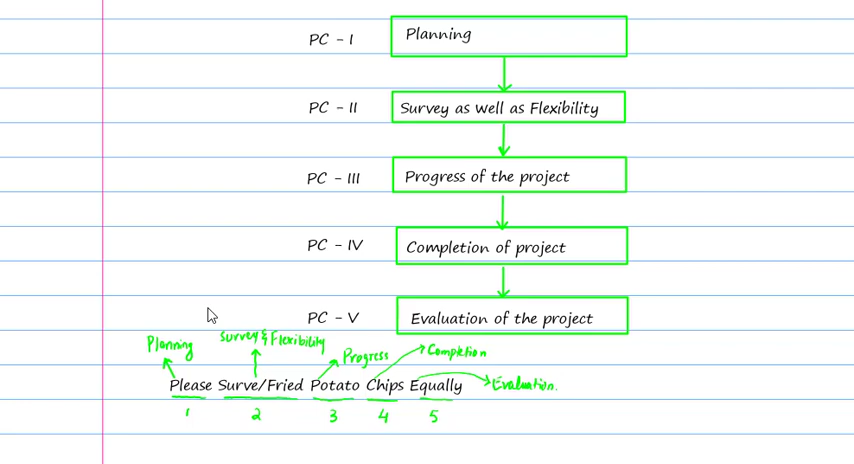 PC - I Planning
PC - II Survey as well as Flexibility
PC - III Progress of the project
PC - IV Completion of project
PC - V Evaluation of the project
Planning Survey & Flexibility Progress Completion
Please Surve/Fried Potato Chips Equally Evaluation.
1 2 3 4 5